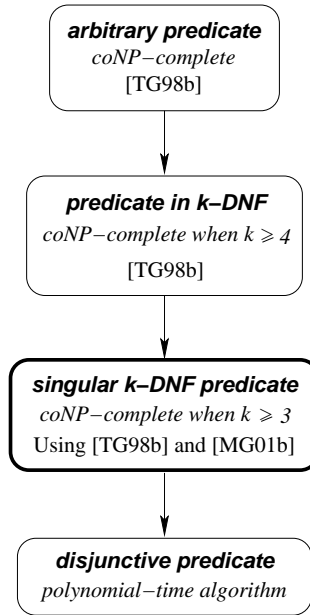 arbitrary predicate
coNP−complete
[TG98b]
predicate in k−DNF
coNP−complete when k ⩾ 4
[TG98b]
singular k−DNF predicate
coNP−complete when k ⩾ 3
Using [TG98b] and [MG01b]
disjunctive predicate
polynomial−time algorithm